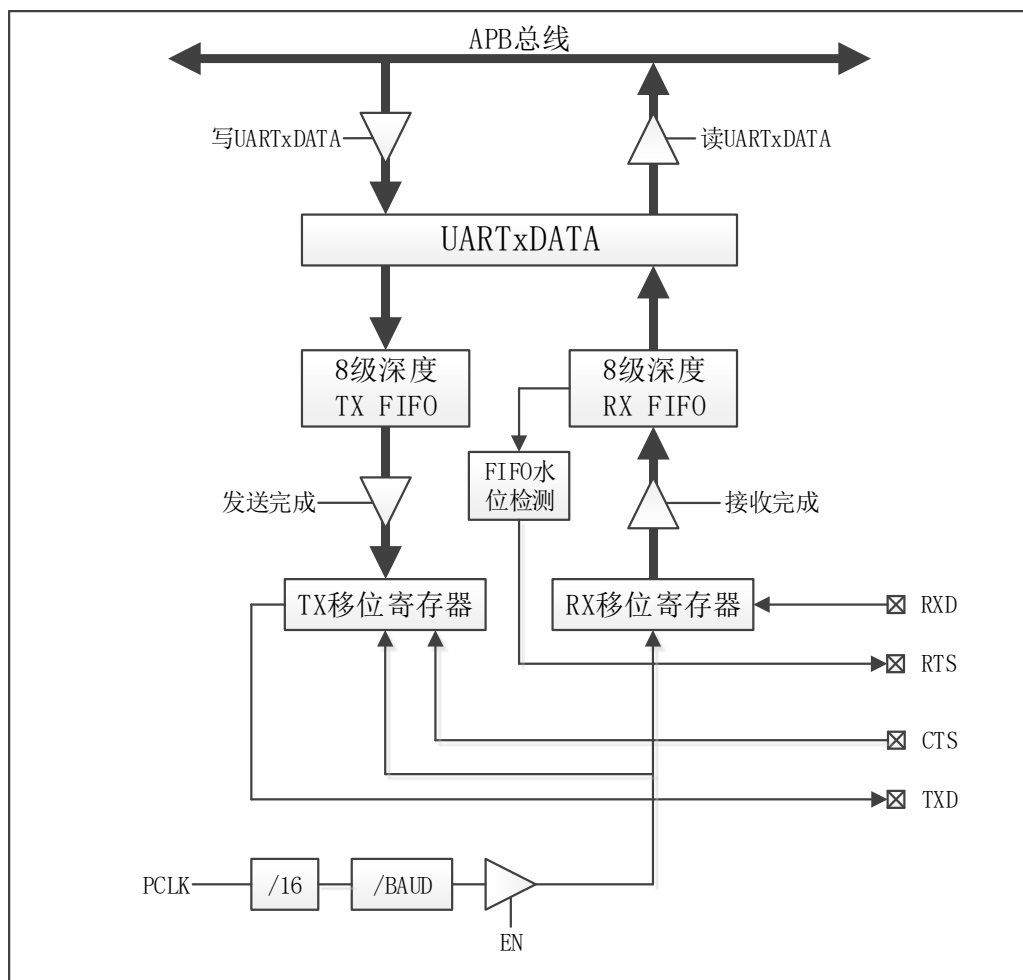 APB总线
写UARTxDATA
读UARTxDATA
UARTxDATA
8级深度
TX FIFO
8级深度
RX FIFO
FIFO水
位检测
发送完成
接收完成
TX移位寄存器
RX移位寄存器
RXD
RTS
CTS
TXD
PCLK
/16
/BAUD
EN